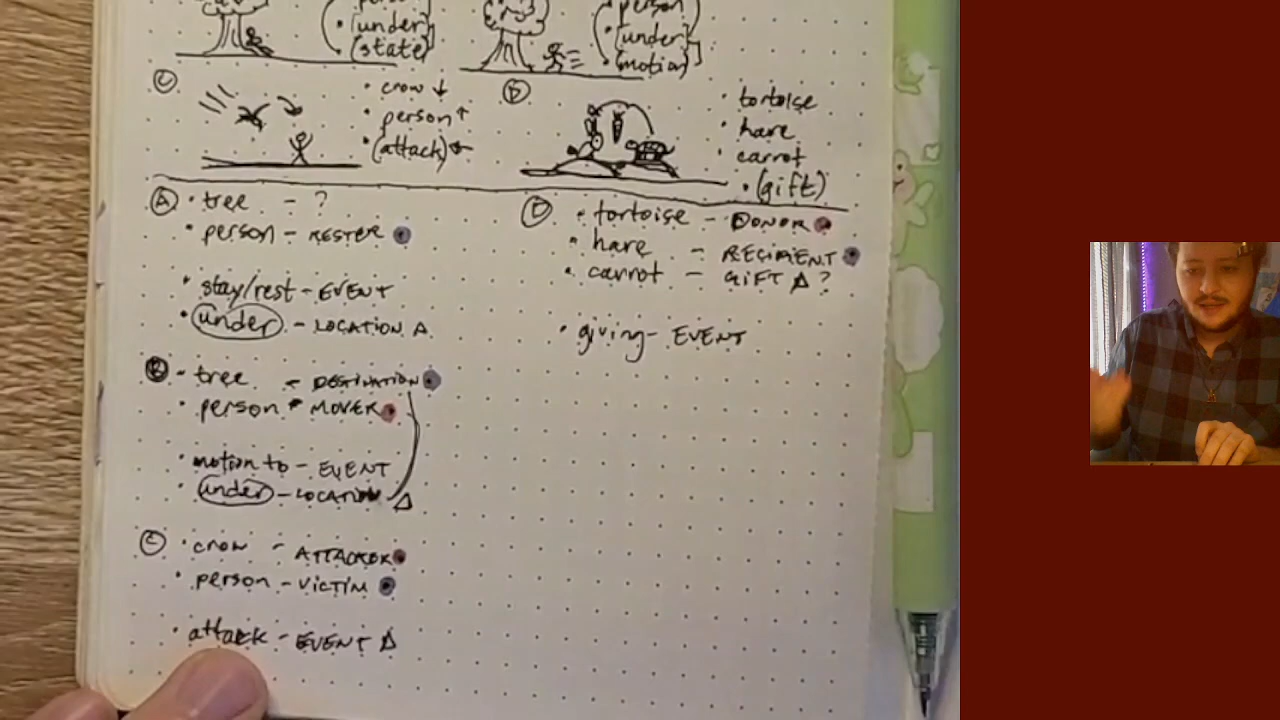 (under)
(state)
person
(under)
(motion)
C
• crow ↓
• person ↑
• (attack)
D
• tortoise
• hare
• carrot
• (gift)
A • tree - ?
• person - RESTER
• stay/rest - EVENT
• under - LOCATION Δ
B • tree - DESTINATION
• person - MOVER
• motion to - EVENT
• under - LOCATION Δ
C • crow - ATTACKER
• person - VICTIM
• attack - EVENT Δ
D • tortoise - DONOR
• hare - RECIPIENT
• carrot - GIFT Δ ?
• giving - EVENT